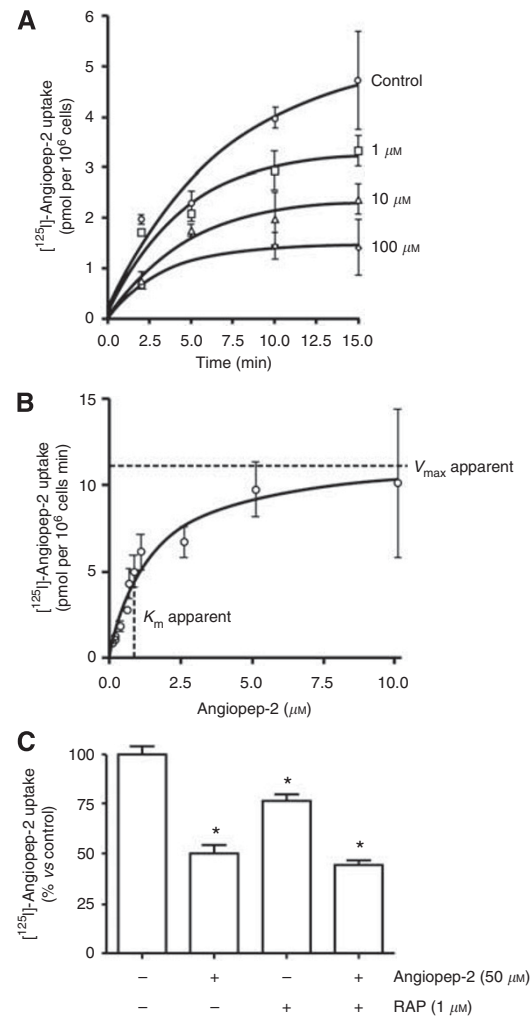 A
[¹²⁵I]-Angiopep-2 uptake
(pmol per 10⁶ cells)
6
5
4
3
2
1
0
Control
1 μM
10 μM
100 μM
0.0 2.5 5.0 7.5 10.0 12.5 15.0
Time (min)
B
[¹²⁵I]-Angiopep-2 uptake
(pmol per 10⁶ cells min)
15
10
5
0
Vmax apparent
Km apparent
0.0 2.5 5.0 7.5 10.0
Angiopep-2 (μM)
C
[¹²⁵I]-Angiopep-2 uptake
(% vs control)
100
75
50
25
0
* * *
– + – + Angiopep-2 (50 μM)
– – + + RAP (1 μM)